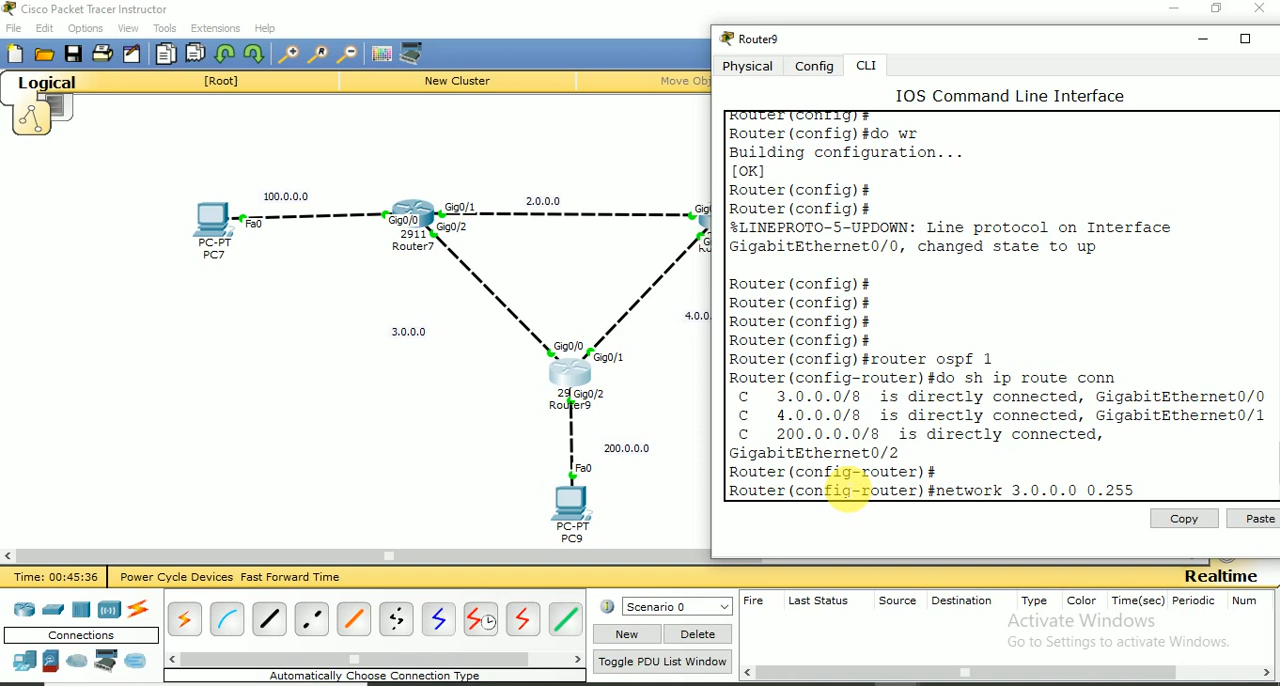 Cisco Packet Tracer Instructor
File Edit Options View Tools Extensions Help
Logical [Root] New Cluster Move Obj
100.0.0.0
Fa0
PC-PT
PC7
Gig0/0
Gig0/1
Gig0/2
2911
Router7
2.0.0.0
3.0.0.0
4.0.0.
Gig0/0
Gig0/1
Gig0/2
Router9
200.0.0.0
Fa0
PC-PT
PC9
Router9
Physical Config CLI
IOS Command Line Interface
Router(config)#
Router(config)#do wr
Building configuration...
[OK]
Router(config)#
Router(config)#
%LINEPROTO-5-UPDOWN: Line protocol on Interface
GigabitEthernet0/0, changed state to up
Router(config)#
Router(config)#
Router(config)#
Router(config)#
Router(config)#router ospf 1
Router(config-router)#do sh ip route conn
C 3.0.0.0/8 is directly connected, GigabitEthernet0/0
C 4.0.0.0/8 is directly connected, GigabitEthernet0/1
C 200.0.0.0/8 is directly connected,
GigabitEthernet0/2
Router(config-router)#
Router(config-router)#network 3.0.0.0 0.255
Copy Paste
Time: 00:45:36 Power Cycle Devices Fast Forward Time Realtime
Connections
Automatically Choose Connection Type
Scenario 0
New Delete
Toggle PDU List Window
Fire Last Status Source Destination Type Color Time(sec) Periodic Num
Activate Windows
Go to Settings to activate Windows.